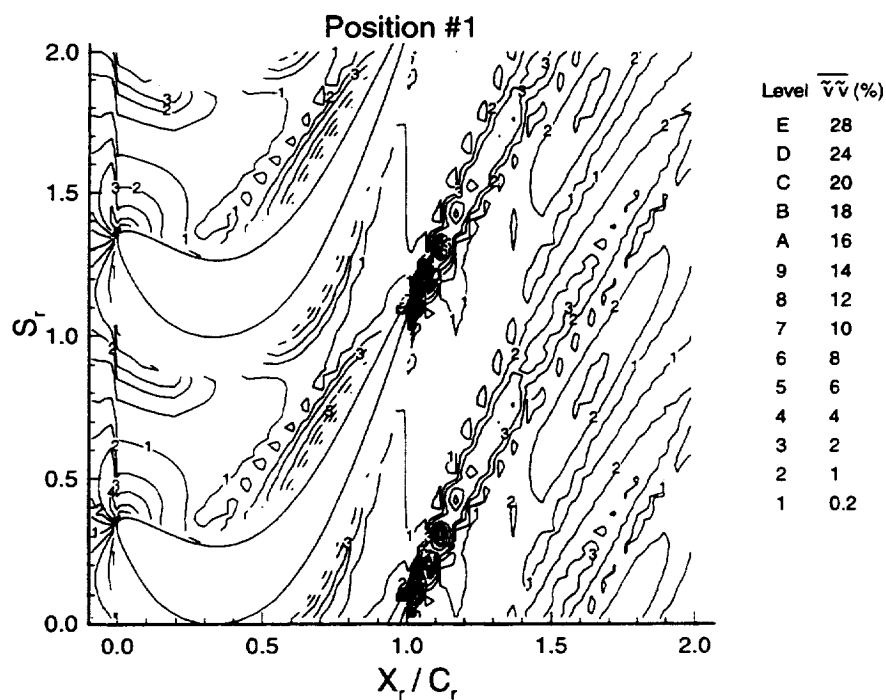 Position #1
2.0
1.5
1.0
0.5
0.0
S_r
0.0
0.5
1.0
1.5
2.0
X_r / C_r
Level ṽṽ (%)
E 28
D 24
C 20
B 18
A 16
9 14
8 12
7 10
6 8
5 6
4 4
3 2
2 1
1 0.2